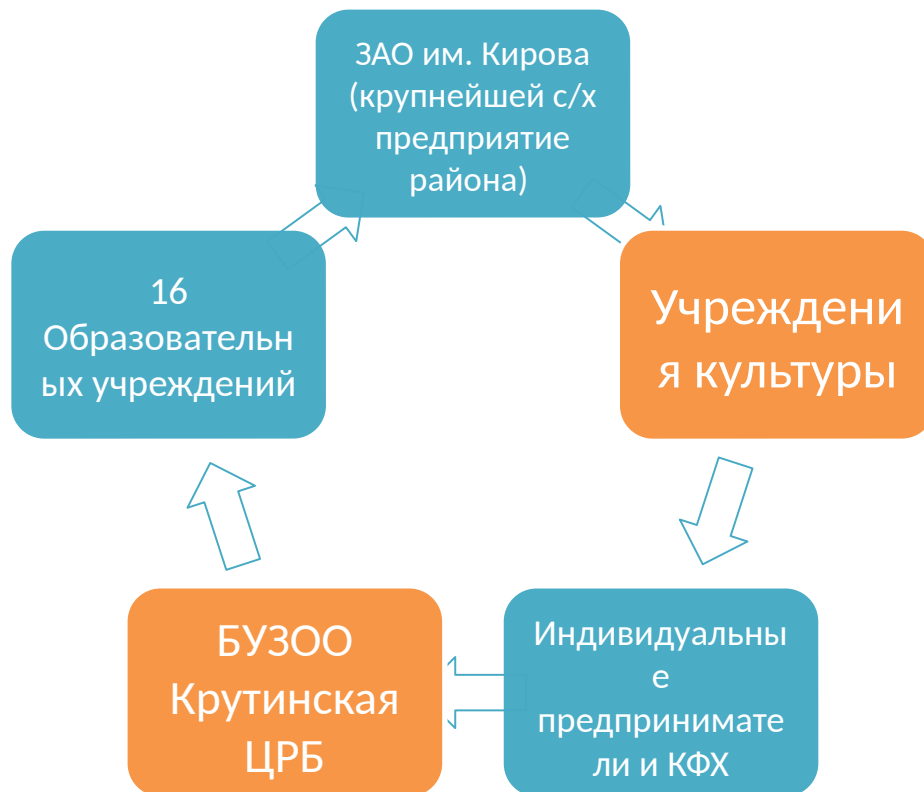 ЗАО им. Кирова
(крупнейшей с/х
предприятие
района)
Учреждени
я культуры
Индивидуальны
е
предпринимате
ли и КФХ
БУЗОО
Крутинская
ЦРБ
16
Образовательн
ых учреждений